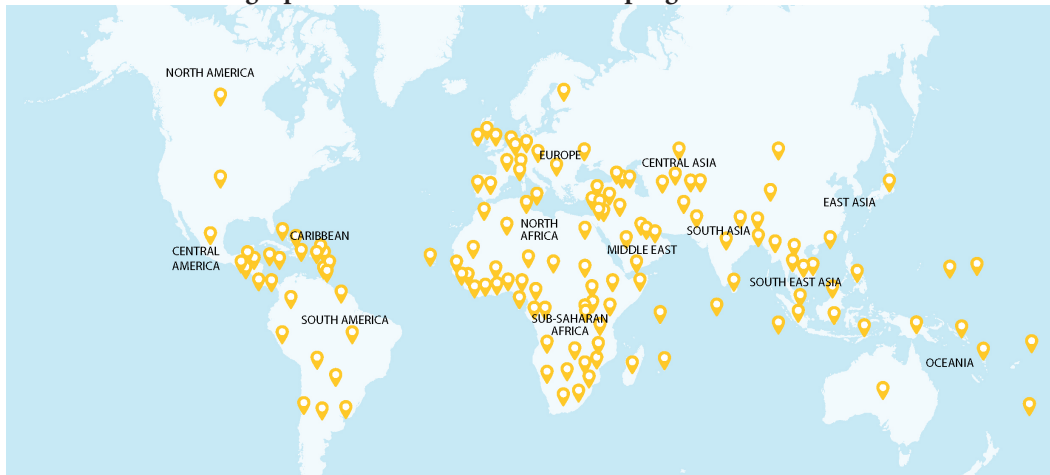 NORTH AMERICA
EUROPE
CENTRAL ASIA
EAST ASIA
CARIBBEAN
NORTH
AFRICA
SOUTH ASIA
CENTRAL
AMERICA
MIDDLE EAST
SOUTH EAST ASIA
SOUTH AMERICA
SUB-SAHARAN
AFRICA
OCEANIA